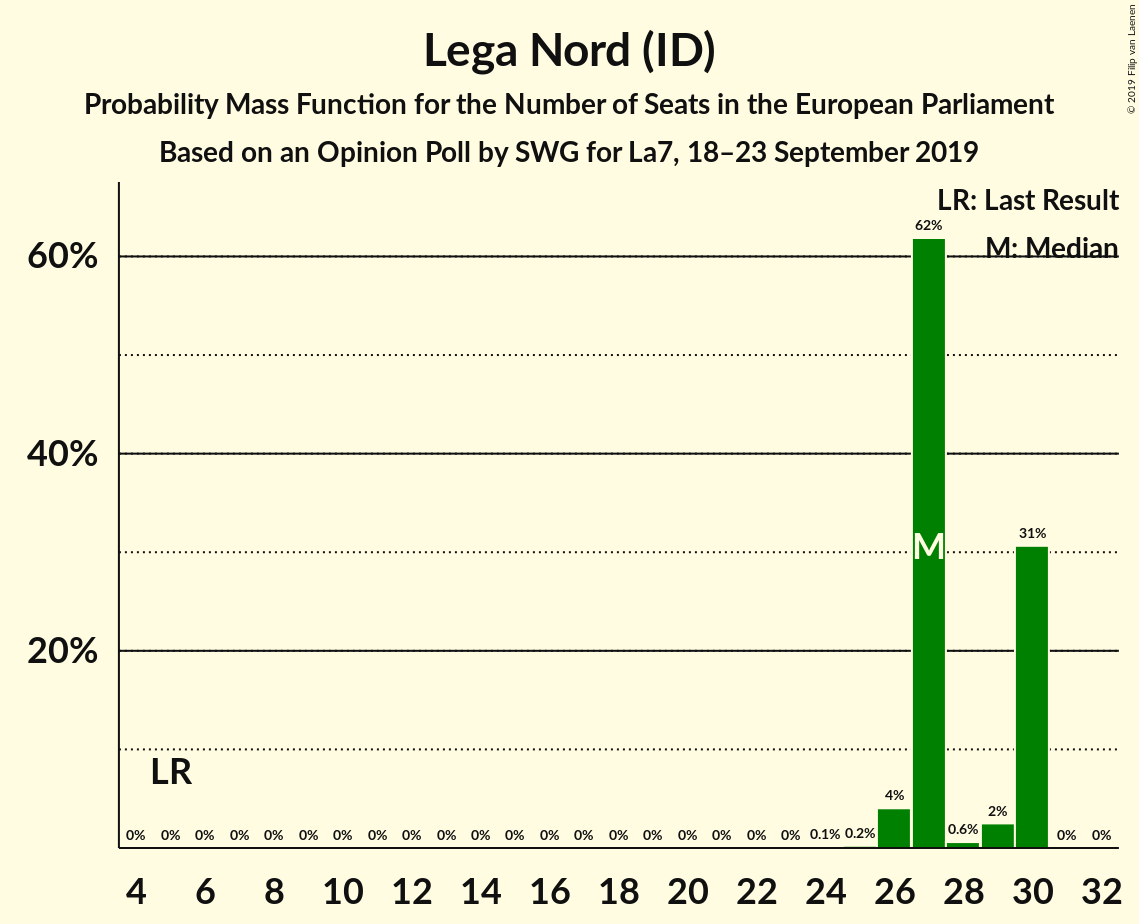 Lega Nord (ID)
Probability Mass Function for the Number of Seats in the European Parliament
Based on an Opinion Poll by SWG for La7, 18–23 September 2019
© 2019 Filip van Laenen
LR: Last Result
M: Median
60%
40%
20%
62%
31%
M
LR
0% 0% 0% 0% 0% 0% 0% 0% 0% 0% 0% 0% 0% 0% 0% 0% 0% 0% 0% 0% 0.1% 0.2% 4% 0.6% 2% 0% 0%
4 6 8 10 12 14 16 18 20 22 24 26 28 30 32